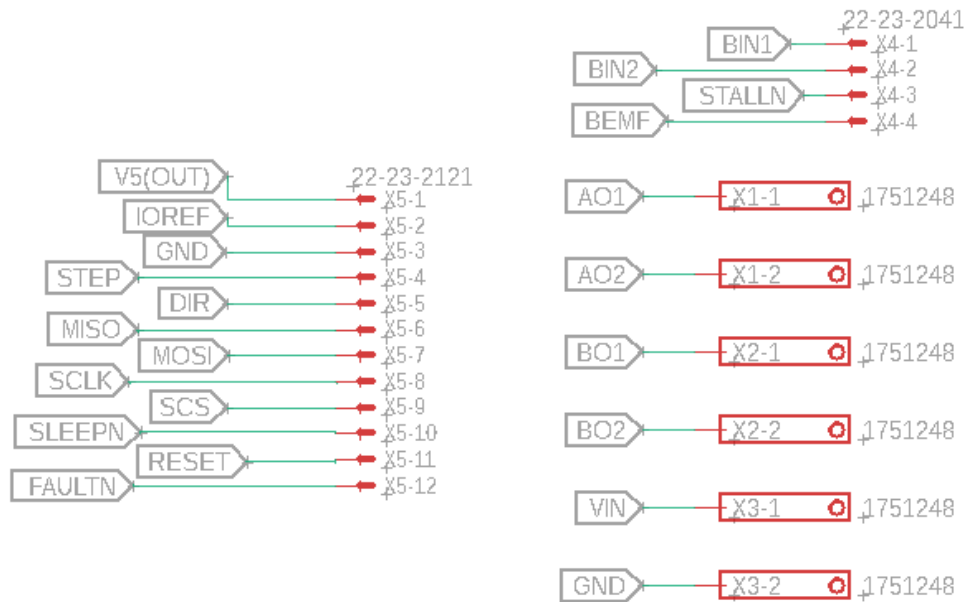 22-23-2041
BIN1 X4-1
BIN2 X4-2
STALLN X4-3
BEMF X4-4
V5(OUT) 22-23-2121
X5-1
IOREF X5-2
GND X5-3
STEP X5-4
DIR X5-5
MISO X5-6
MOSI X5-7
SCLK X5-8
SCS X5-9
SLEEPN X5-10
RESET X5-11
FAULTN X5-12
AO1 X1-1 1751248
AO2 X1-2 1751248
BO1 X2-1 1751248
BO2 X2-2 1751248
VIN X3-1 1751248
GND X3-2 1751248